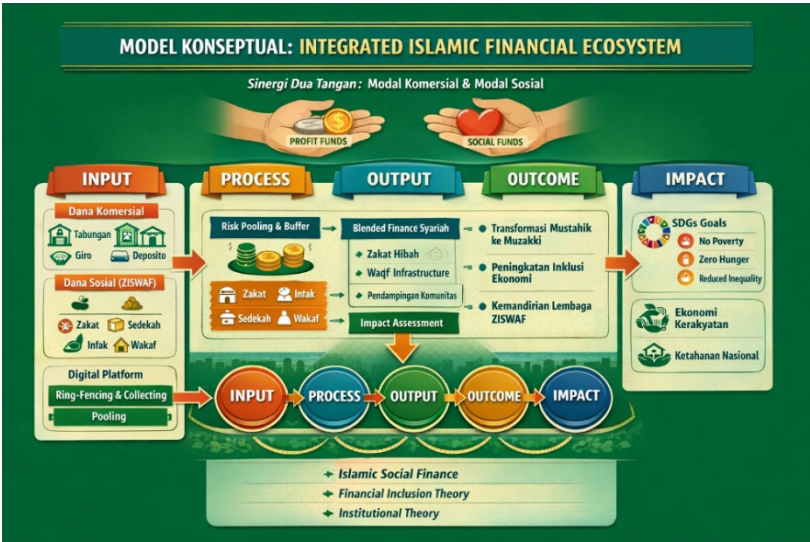 MODEL KONSEPTUAL: INTEGRATED ISLAMIC FINANCIAL ECOSYSTEM
Sinergi Dua Tangan: Modal Komersial & Modal Sosial
PROFIT FUNDS
SOCIAL FUNDS
INPUT
Dana Komersial
Tabungan
Giro
Deposito
Dana Sosial (ZISWAF)
Zakat
Sedekah
Infak
Wakaf
Digital Platform
Ring-Fencing & Collecting
Pooling
PROCESS
Risk Pooling & Buffer
Zakat
Infak
Sedekah
Wakaf
OUTPUT
Blended Finance Syariah
Zakat Hibah
Waqf Infrastructure
Pendampingan Komunitas
Impact Assessment
OUTCOME
Transformasi Mustahik
ke Muzakki
Peningkatan Inklusi
Ekonomi
Kemandirian Lembaga
ZISWAF
IMPACT
SDGs Goals
No Poverty
Zero Hunger
Reduced Inequality
Ekonomi
Kerakyatan
Ketahanan Nasional
INPUT
PROCESS
OUTPUT
OUTCOME
IMPACT
Islamic Social Finance
Financial Inclusion Theory
Institutional Theory